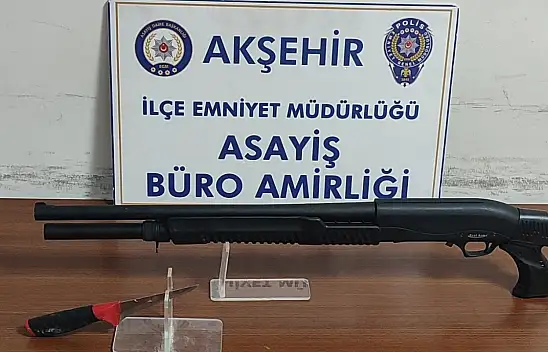 POLİS
AKŞEHİR
İLÇE EMNİYET MÜDÜRLÜĞÜ
ASAYİŞ
BÜRO AMİRLİĞİ